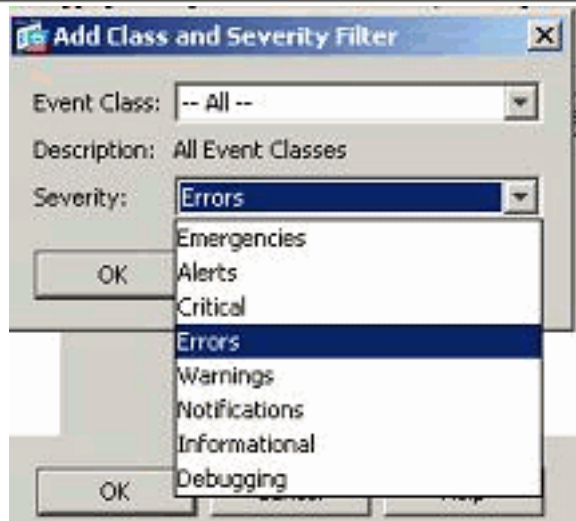 Add Class and Severity Filter
Event Class: -- All --
Description: All Event Classes
Severity: Errors
Emergencies
OK Alerts
Critical
Errors
Warnings
Notifications
Informational
OK Debugging